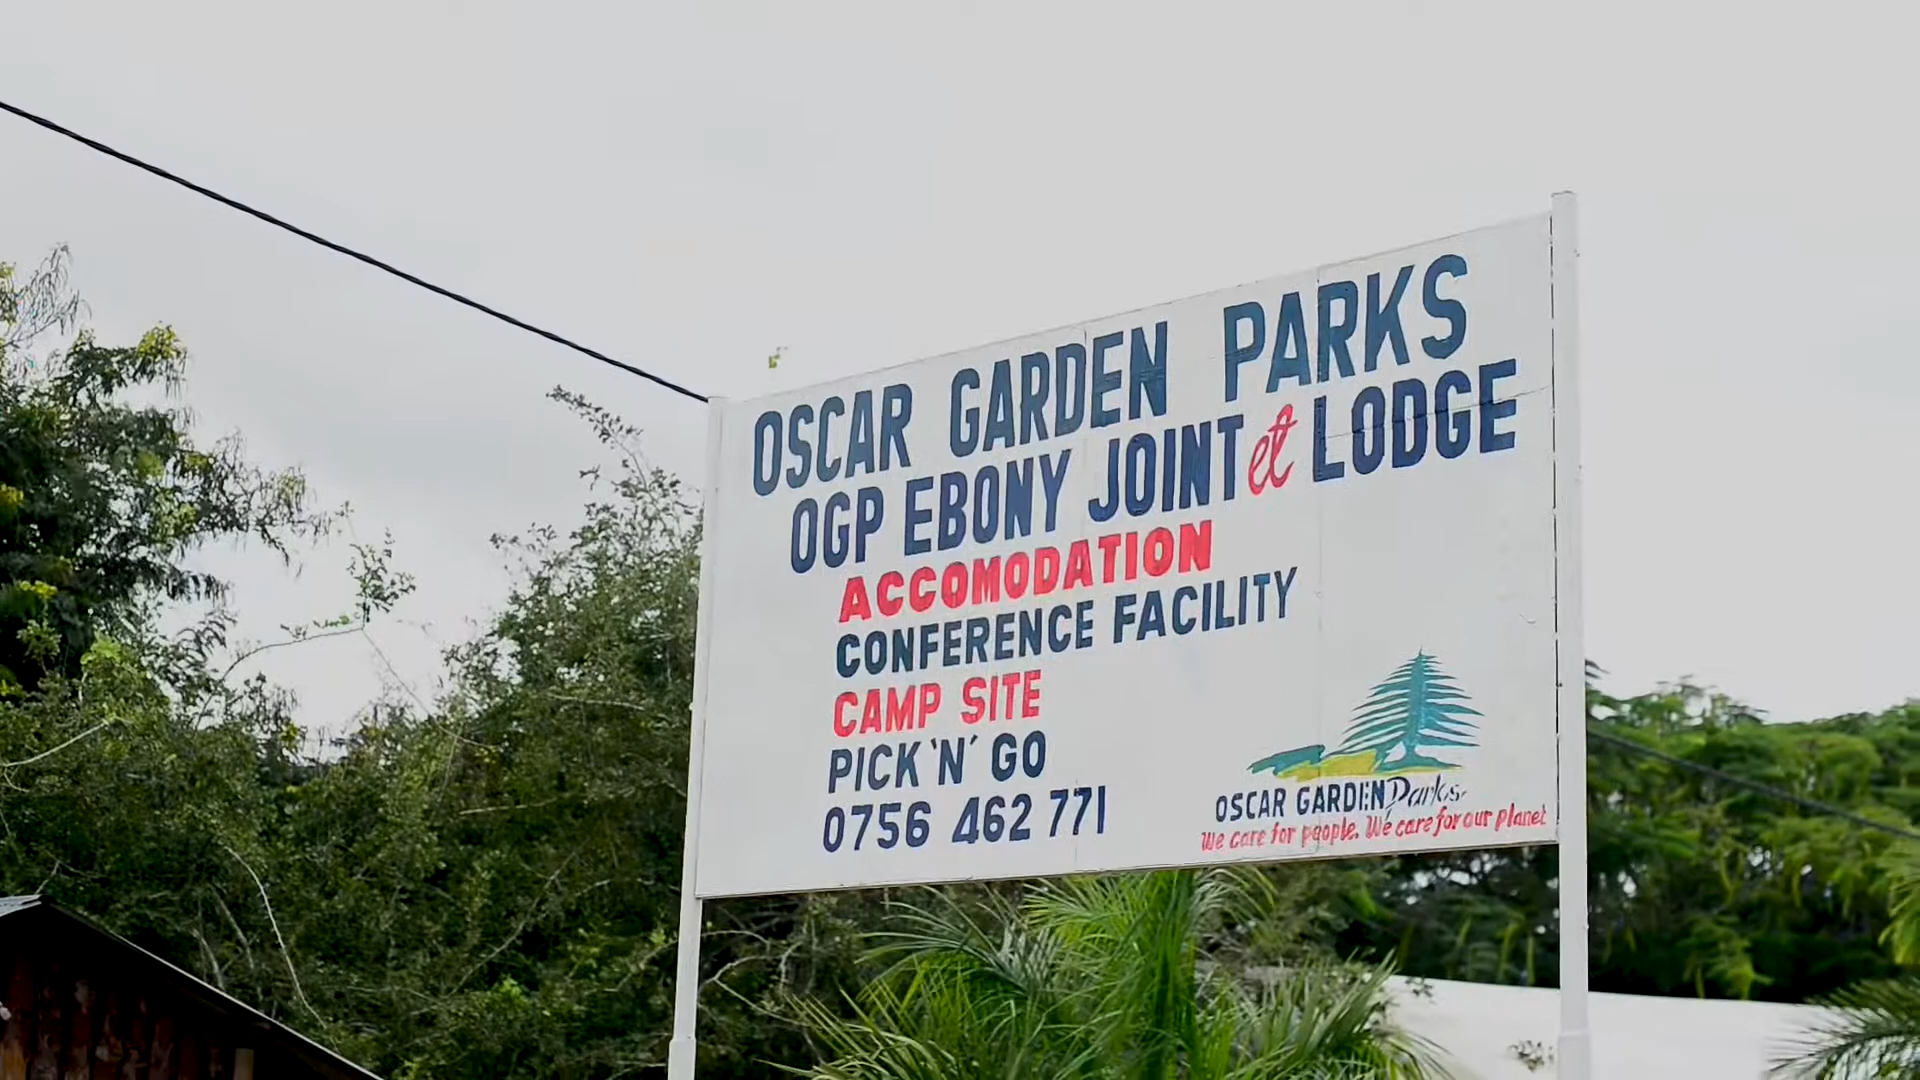 OSCAR GARDEN PARKS
OGP EBONY JOINT et LODGE
ACCOMODATION
CONFERENCE FACILITY
CAMP SITE
PICK 'N' GO
0756 462 771
OSCAR GARDEN Parks.
We care for people. We care for our planet